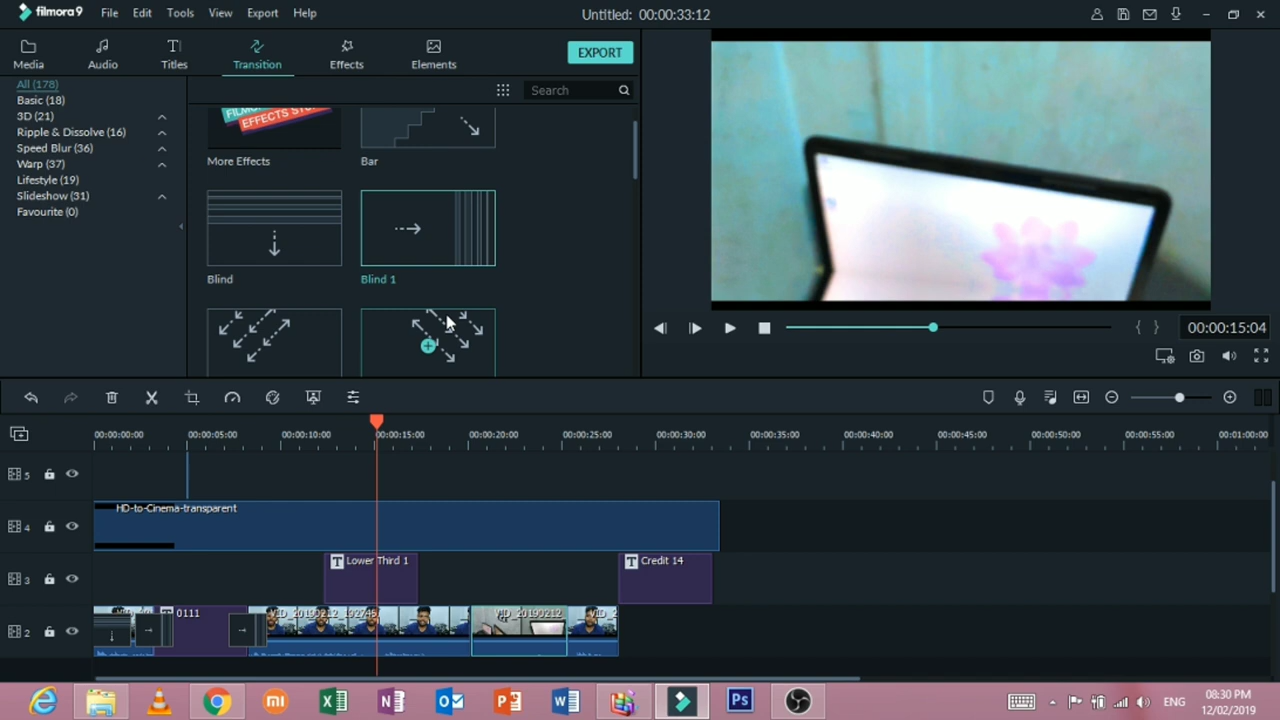 filmora9 File Edit Tools View Export Help Untitled: 00:00:33:12
Media Audio Titles Transition Effects Elements EXPORT
All (178)
Basic (18)
3D (21)
Ripple & Dissolve (16)
Speed Blur (36)
Warp (37)
Lifestyle (19)
Slideshow (31)
Favourite (0)
Search
EFFECTS
More Effects Bar
Blind Blind 1
00:00:15:04
00:00:00:00 00:00:05:00 00:00:10:00 00:00:15:00 00:00:20:00 00:00:25:00 00:00:30:00 00:00:35:00 00:00:40:00 00:00:45:00 00:00:50:00 00:00:55:00 00:01:00:00
5
4 HD-to-Cinema-transparent
3 T Lower Third 1 T Credit 14
2 0111 VID_20190212
ENG 08:30 PM
12/02/2019